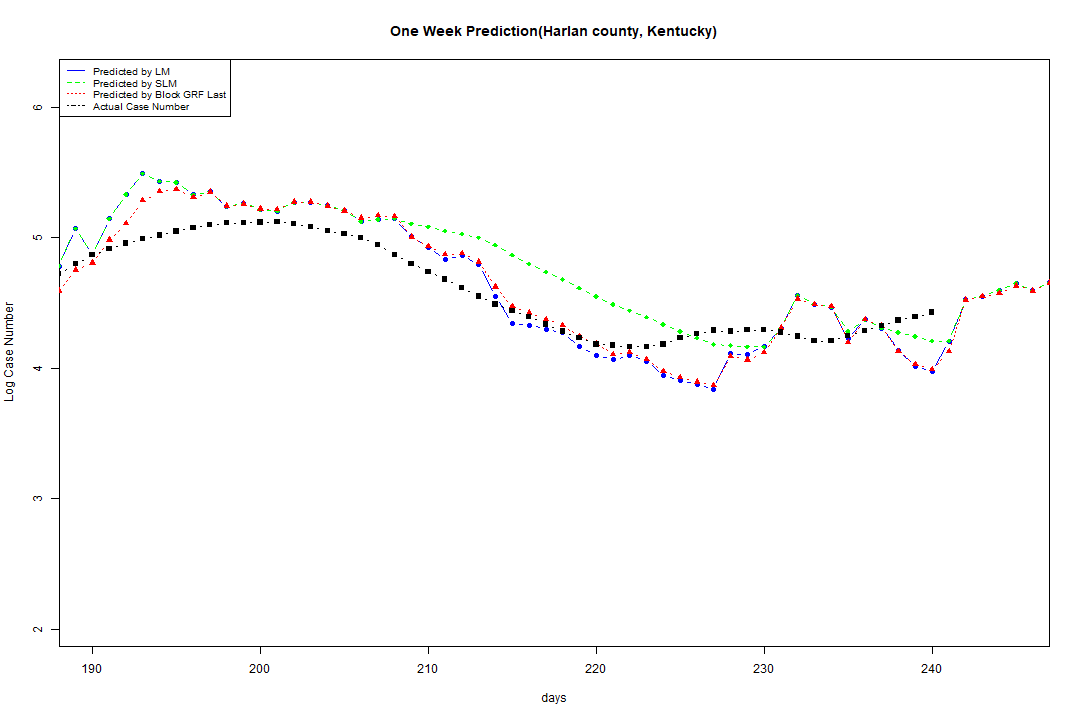 One Week Prediction(Harlan county, Kentucky)
Predicted by LM
Predicted by SLM
Predicted by Block GRF Last
Actual Case Number
6
5
4
3
2
Log Case Number
190 200 210 220 230 240
days